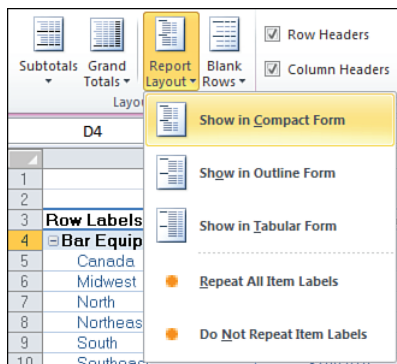 Subtotals Grand Totals Report Layout Blank Rows
Row Headers
Column Headers
D4
Show in Compact Form
Show in Outline Form
Show in Tabular Form
Repeat All Item Labels
Do Not Repeat Item Labels
1
2
3 Row Labels
4 Bar Equip
5 Canada
6 Midwest
7 North
8 Northeas
9 South
10